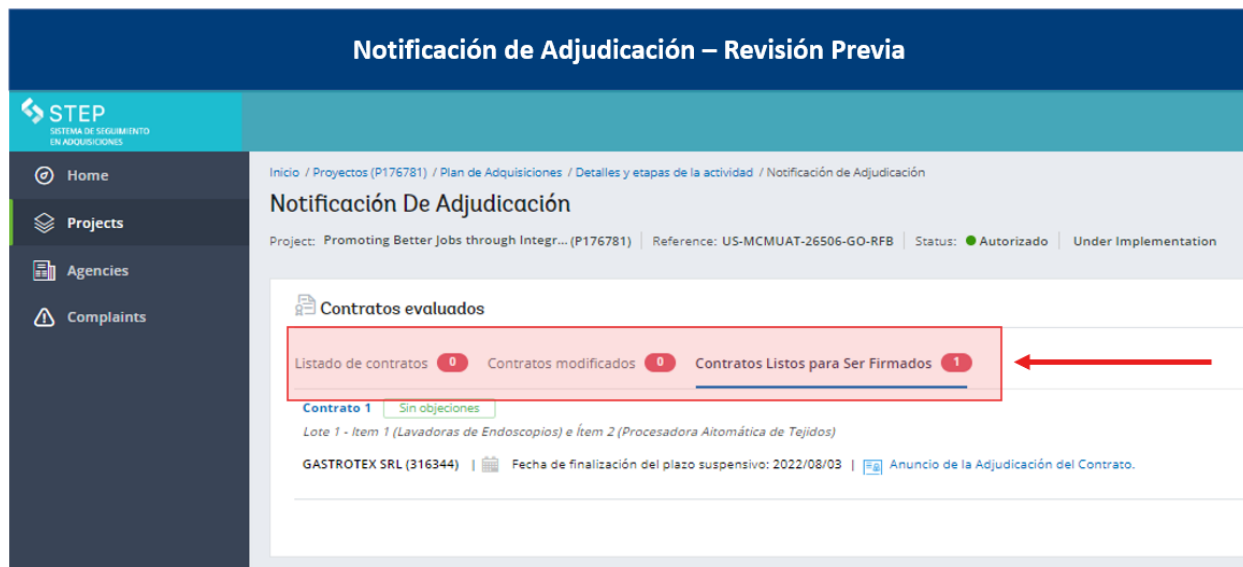 Notificación de Adjudicación – Revisión Previa
STEP
SISTEMA DE SEGUIMIENTO
EN ADQUISICIONES
Home
Projects
Agencies
Complaints
Inicio / Proyectos (P176781) / Plan de Adquisiciones / Detalles y etapas de la actividad / Notificación de Adjudicación
Notificación De Adjudicación
Project: Promoting Better Jobs through Integr... (P176781) | Reference: US-MCMUAT-26506-GO-RFB | Status: Autorizado | Under Implementation
Contratos evaluados
Listado de contratos 0 Contratos modificados 0 Contratos Listos para Ser Firmados 1
Contrato 1 Sin objeciones
Lote 1 - Item 1 (Lavadoras de Endoscopios) e Ítem 2 (Procesadora Aitomática de Tejidos)
GASTROTEX SRL (316344) | Fecha de finalización del plazo suspensivo: 2022/08/03 | Anuncio de la Adjudicación del Contrato.